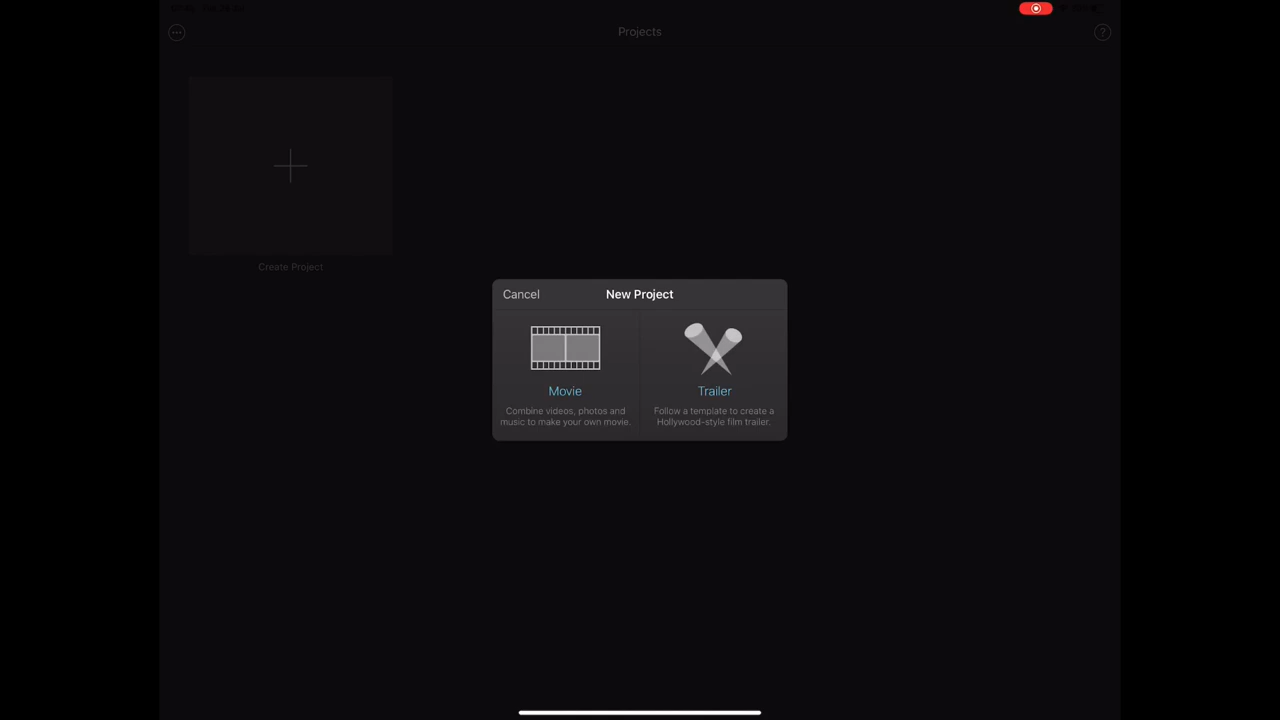 Projects
?
Create Project
Cancel
New Project
Movie
Combine videos, photos and
music to make your own movie.
Trailer
Follow a template to create a
Hollywood-style film trailer.